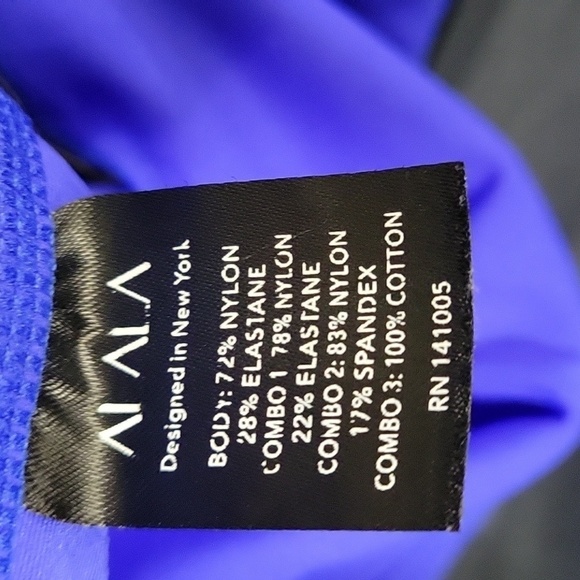 ALALA
Designed in New York
BODY: 72% NYLON
28% ELASTANE
COMBO 1 78% NYLON
22% ELASTANE
COMBO 2: 83% NYLON
17% SPANDEX
COMBO 3: 100% COTTON
RN 141005